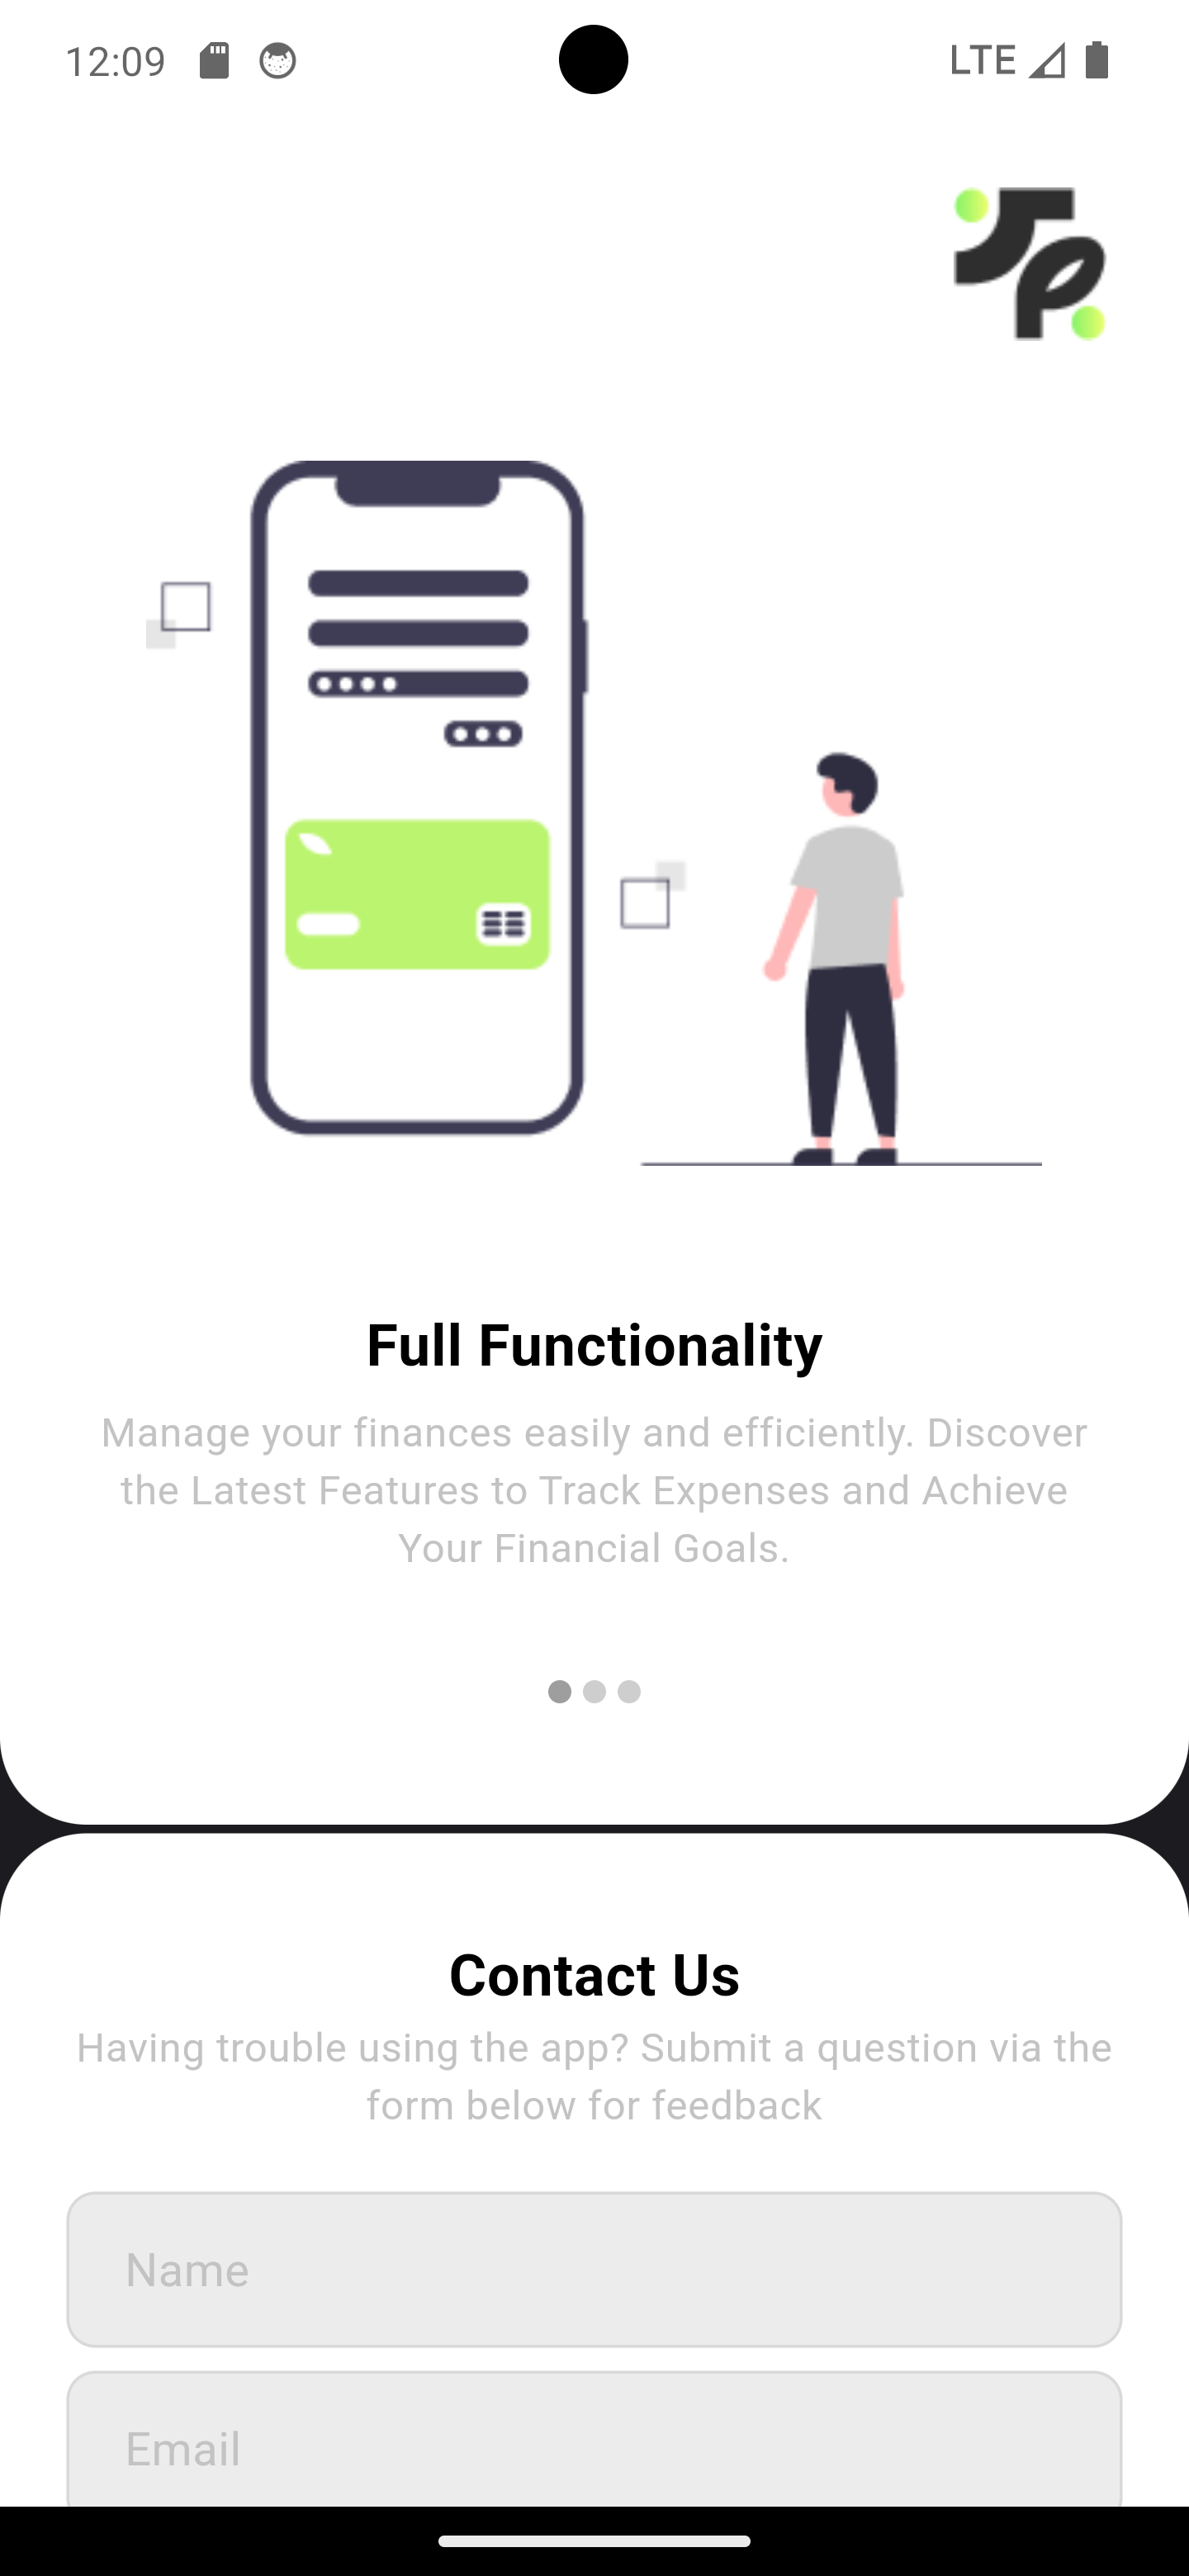 12:09
LTE
Full Functionality
Manage your finances easily and efficiently. Discover
the Latest Features to Track Expenses and Achieve
Your Financial Goals.
Contact Us
Having trouble using the app? Submit a question via the
form below for feedback
Name
Email